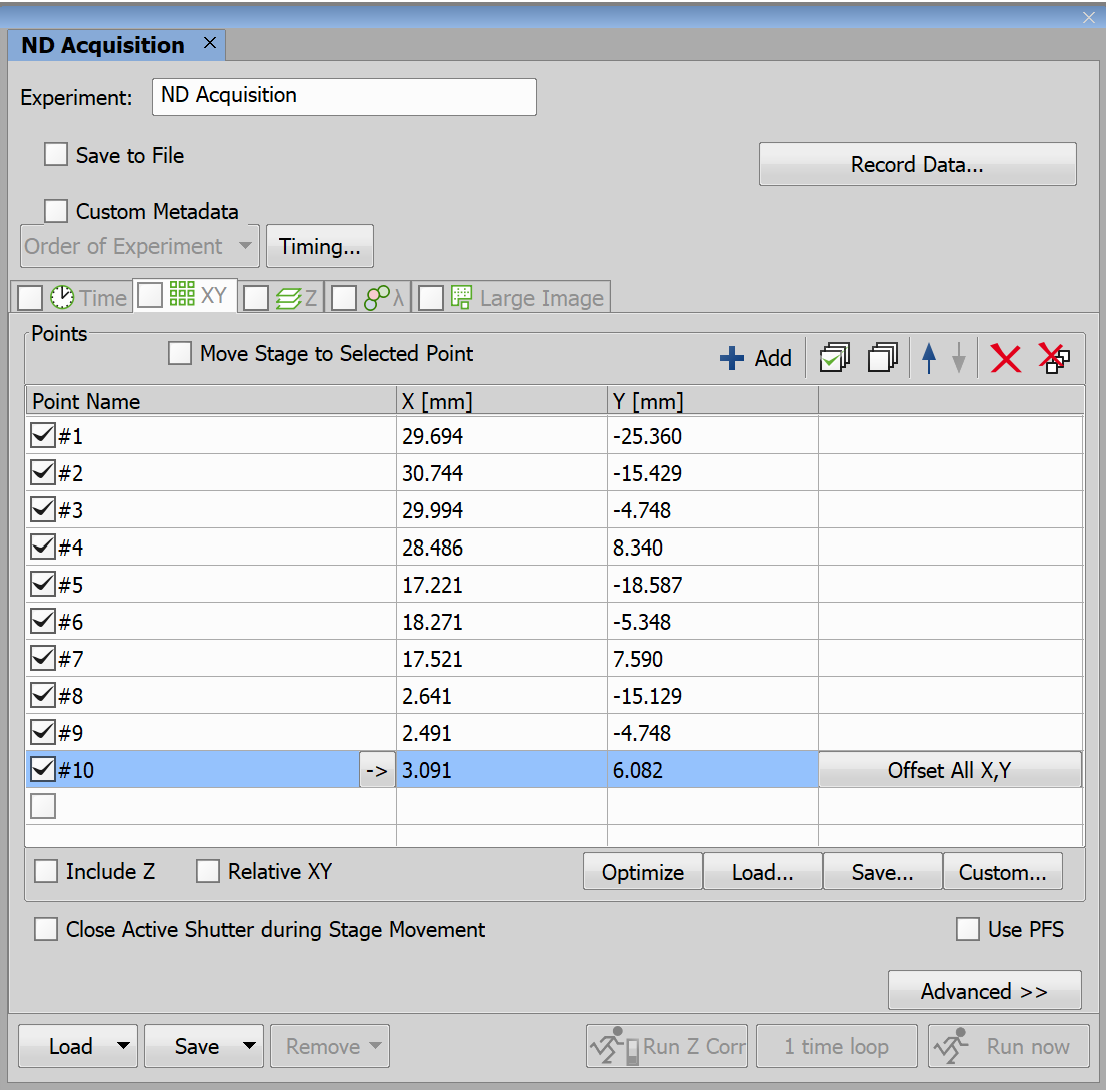 ND Acquisition
Experiment: ND Acquisition
Save to File
Record Data...
Custom Metadata
Order of Experiment Timing...
Time XY Z λ Large Image
Points
Move Stage to Selected Point Add
Point Name X [mm] Y [mm]
#1 29.694 -25.360
#2 30.744 -15.429
#3 29.994 -4.748
#4 28.486 8.340
#5 17.221 -18.587
#6 18.271 -5.348
#7 17.521 7.590
#8 2.641 -15.129
#9 2.491 -4.748
#10 -> 3.091 6.082 Offset All X,Y
Include Z Relative XY Optimize Load... Save... Custom...
Close Active Shutter during Stage Movement Use PFS
Advanced >>
Load Save Remove Run Z Corr 1 time loop Run now